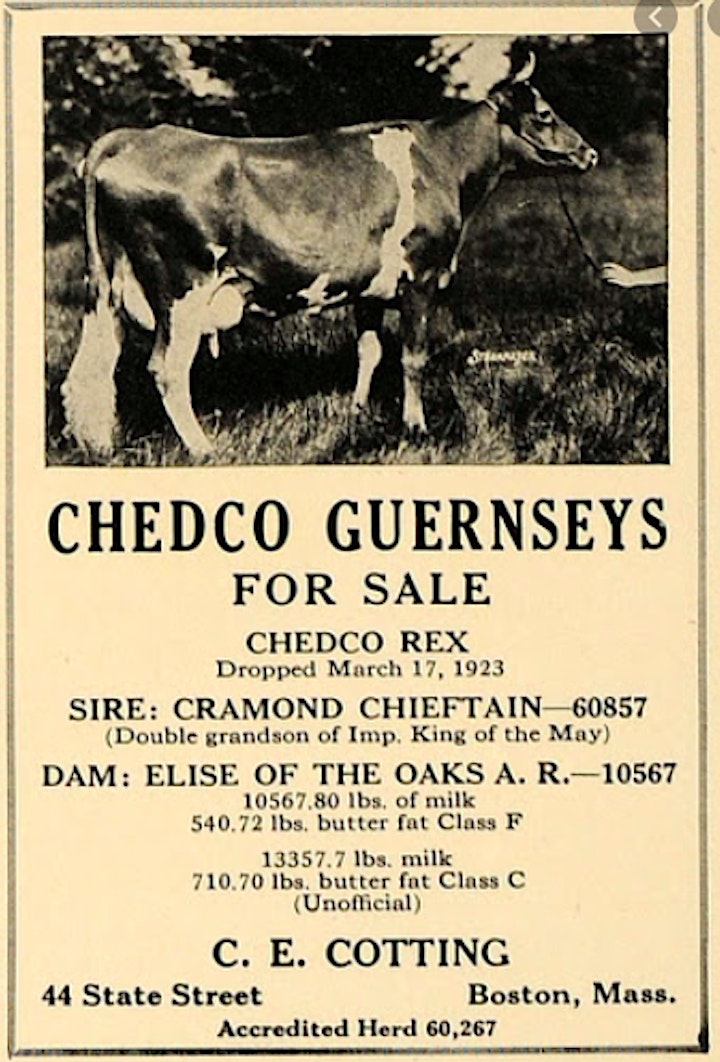 CHEDCO GUERNSEYS
FOR SALE
CHEDCO REX
Dropped March 17, 1923
SIRE: CRAMOND CHIEFTAIN—60857
(Double grandson of Imp. King of the May)
DAM: ELISE OF THE OAKS A. R.—10567
10567.80 lbs. of milk
540.72 lbs. butter fat Class F
13357.7 lbs. milk
710.70 lbs. butter fat Class C
(Unofficial)
C. E. COTTING
44 State Street Boston, Mass.
Accredited Herd 60,267